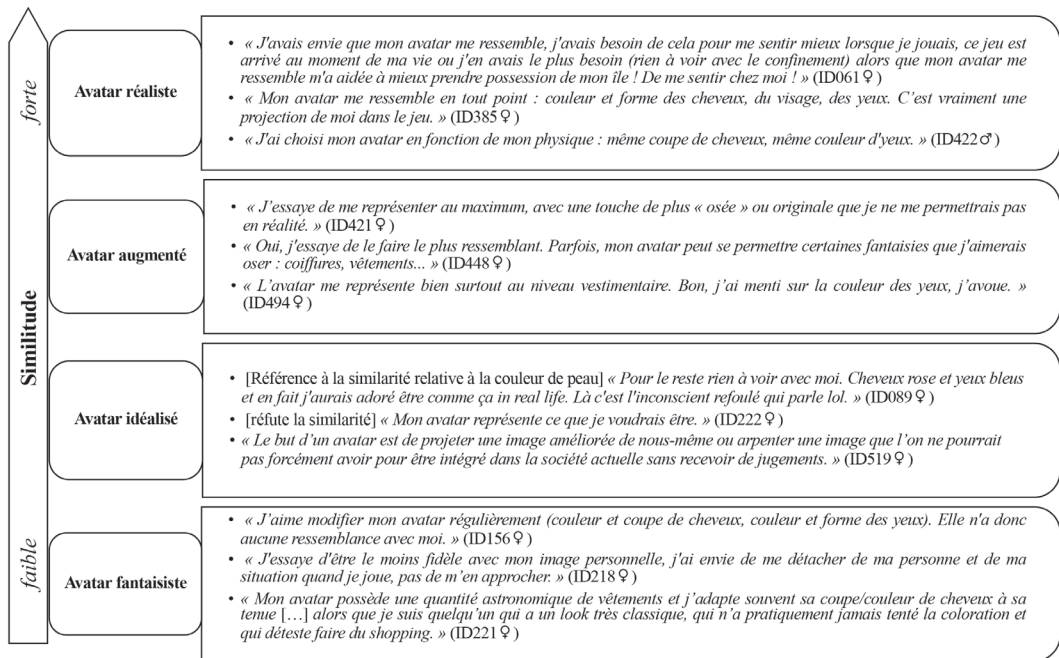 forte
Similitude
faible
Avatar réaliste
• « J'avais envie que mon avatar me ressemble, j'avais besoin de cela pour me sentir mieux lorsque je jouais, ce jeu est
arrivé au moment de ma vie ou j'en avais le plus besoin (rien à voir avec le confinement) alors que mon avatar me
ressemble m'a aidée à mieux prendre possession de mon île ! De me sentir chez moi ! » (ID061♀)
• « Mon avatar me ressemble en tout point : couleur et forme des cheveux, du visage, des yeux. C’est vraiment une
projection de moi dans le jeu. » (ID385♀)
• « J'ai choisi mon avatar en fonction de mon physique : même coupe de cheveux, même couleur d'yeux. » (ID422♂)
Avatar augmenté
• « J’essaye de me représenter au maximum, avec une touche de plus « osée » ou originale que je ne me permettrais pas
en réalité. » (ID421♀)
• « Oui, j'essaye de le faire le plus ressemblant. Parfois, mon avatar peut se permettre certaines fantaisies que j'aimerais
oser : coiffures, vêtements... » (ID448♀)
• « L’avatar me représente bien surtout au niveau vestimentaire. Bon, j’ai menti sur la couleur des yeux, j’avoue. »
(ID494♀)
Avatar idéalisé
• [Référence à la similarité relative à la couleur de peau] « Pour le reste rien à voir avec moi. Cheveux rose et yeux bleus
et en fait j'aurais adoré être comme ça in real life. Là c'est l'inconscient refoulé qui parle lol. » (ID089♀)
• [réfute la similarité] « Mon avatar représente ce que je voudrais être. » (ID222♀)
• « Le but d’un avatar est de projeter une image améliorée de nous-même ou arpenter une image que l’on ne pourrait
pas forcément avoir pour être intégré dans la société actuelle sans recevoir de jugements. » (ID519♀)
Avatar fantaisiste
• « J’aime modifier mon avatar régulièrement (couleur et coupe de cheveux, couleur et forme des yeux). Elle n'a donc
aucune ressemblance avec moi. » (ID156♀)
• « J'essaye d'être le moins fidèle avec mon image personnelle, j'ai envie de me détacher de ma personne et de ma
situation quand je joue, pas de m’en approcher. » (ID218♀)
• « Mon avatar possède une quantité astronomique de vêtements et j’adapte souvent sa coupe/couleur de cheveux à sa
tenue […] alors que je suis quelqu’un qui a un look très classique, qui n’a pratiquement jamais tenté la coloration et
qui déteste faire du shopping. » (ID221♀)